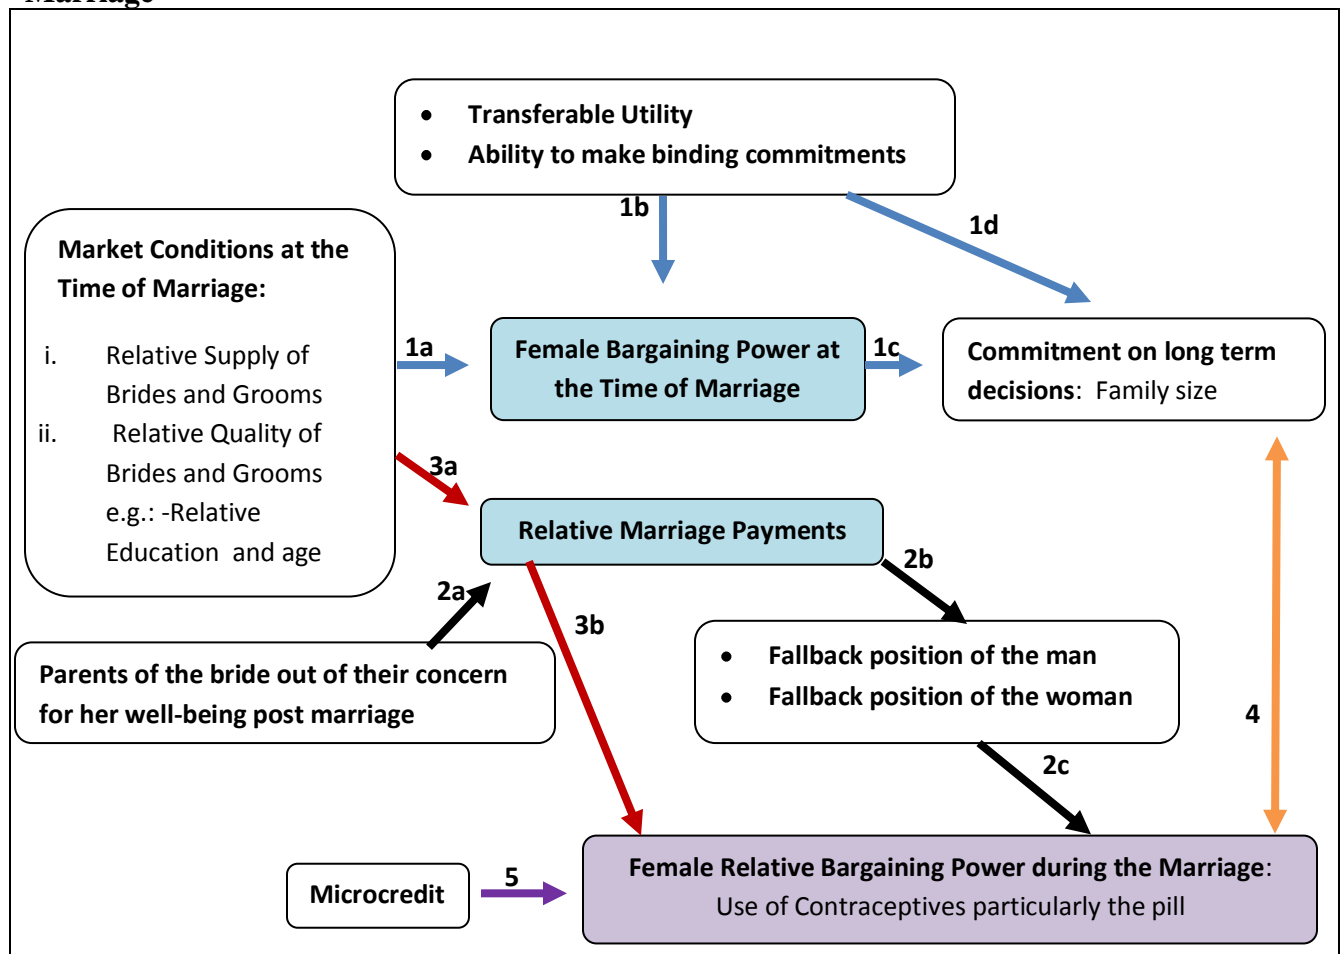 Marriage
• Transferable Utility
• Ability to make binding commitments
1b
1d
Market Conditions at the
Time of Marriage:
i. Relative Supply of
Brides and Grooms
ii. Relative Quality of
Brides and Grooms
e.g.: -Relative
Education and age
1a
Female Bargaining Power at
the Time of Marriage
1c
Commitment on long term
decisions: Family size
3a
Relative Marriage Payments
2a
2b
3b
Parents of the bride out of their concern
for her well-being post marriage
• Fallback position of the man
• Fallback position of the woman
4
2c
Microcredit
5
Female Relative Bargaining Power during the Marriage:
Use of Contraceptives particularly the pill